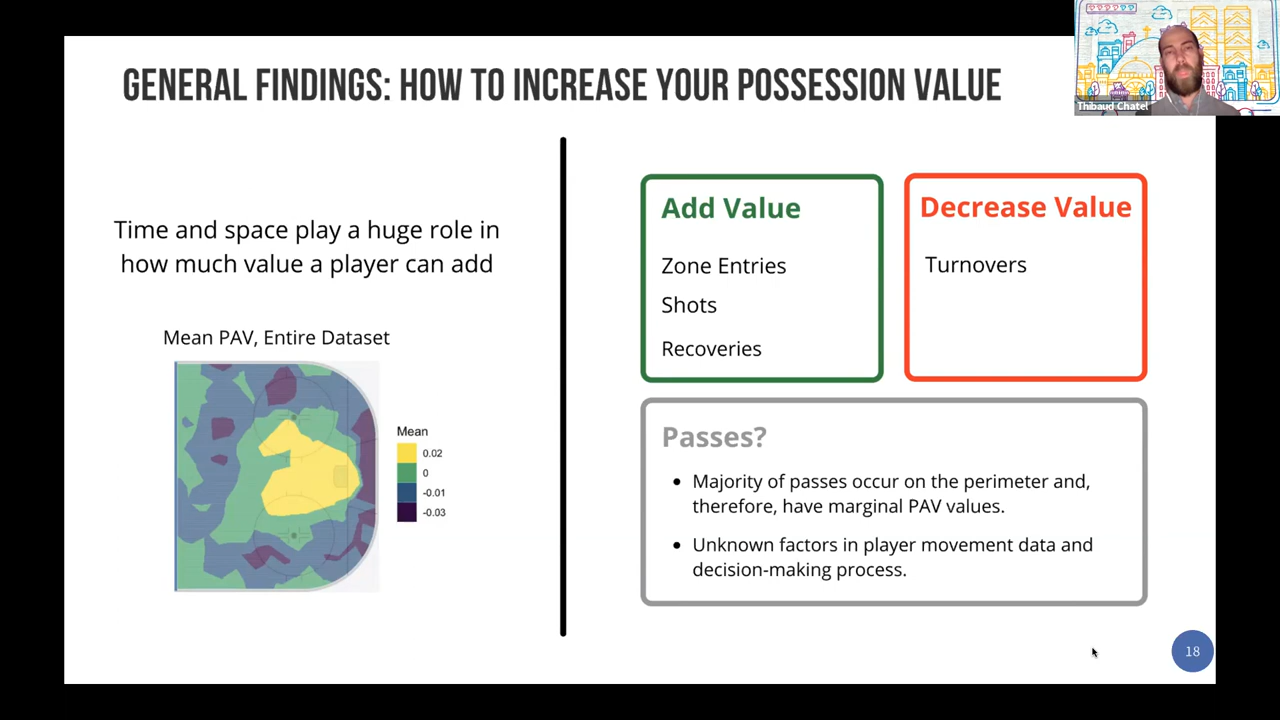 GENERAL FINDINGS: HOW TO INCREASE YOUR POSSESSION VALUE
Thibaud Chatel
Time and space play a huge role in
how much value a player can add
Mean PAV, Entire Dataset
Mean
0.02
0
-0.01
-0.03
Add Value
Zone Entries
Shots
Recoveries
Decrease Value
Turnovers
Passes?
• Majority of passes occur on the perimeter and,
therefore, have marginal PAV values.
• Unknown factors in player movement data and
decision-making process.
18